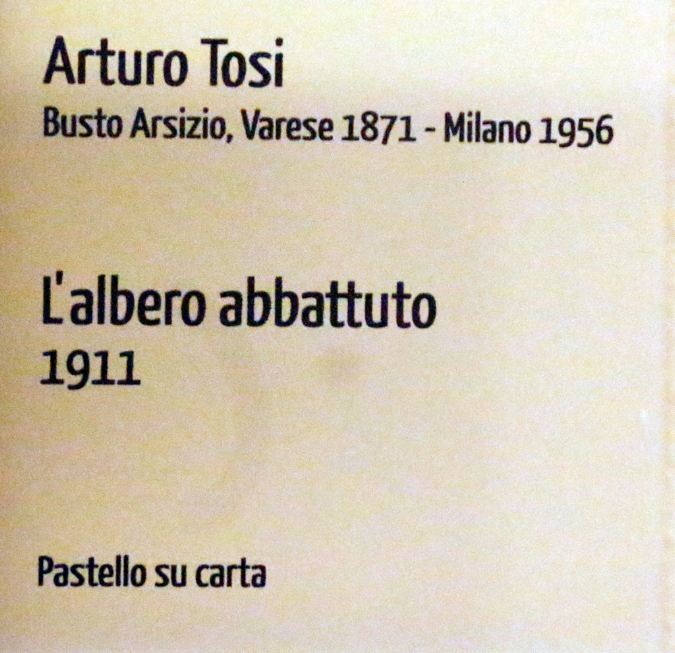 Arturo Tosi
Busto Arsizio, Varese 1871 - Milano 1956
L'albero abbattuto
1911
Pastello su carta